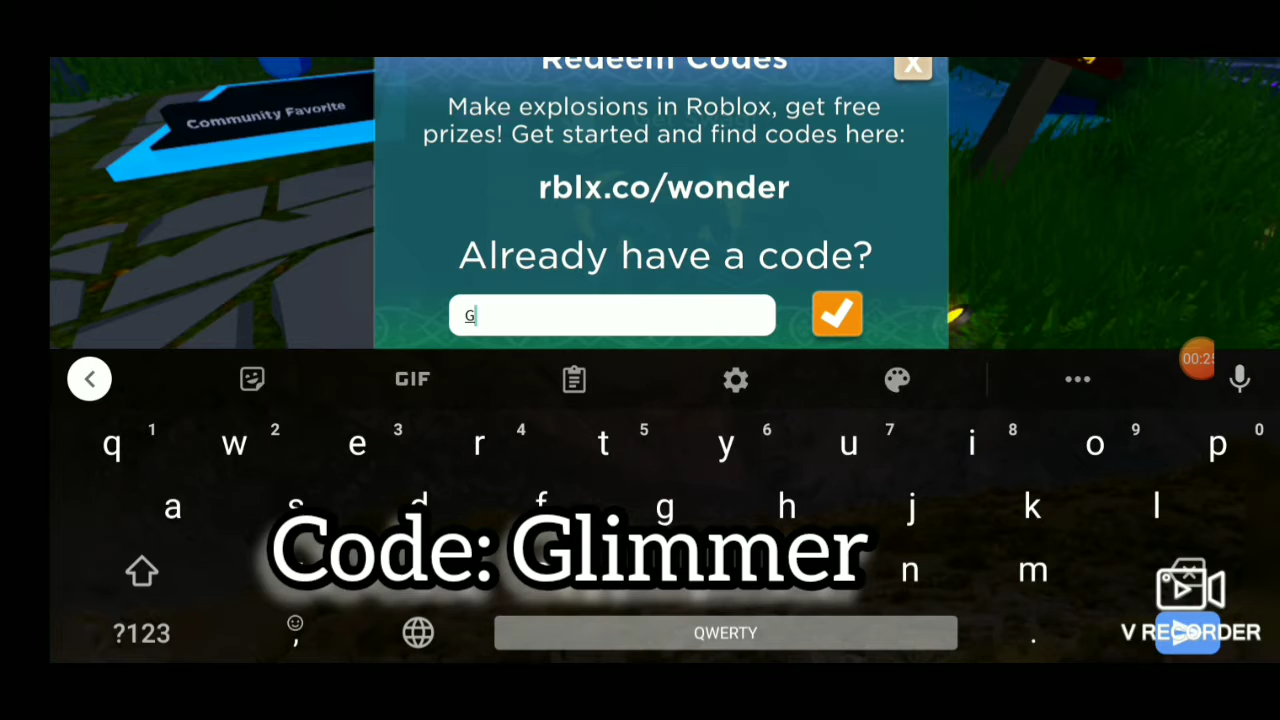 Redeem Codes
X
Community Favorite
Make explosions in Roblox, get free
prizes! Get started and find codes here:
rblx.co/wonder
Already have a code?
G
00:25
GIF
q 1 w 2 e 3 r 4 t 5 y 6 u 7 i 8 o 9 p 0
a s d f g h j k l
Code: Glimmer
n m
?123 , QWERTY .
V RECORDER